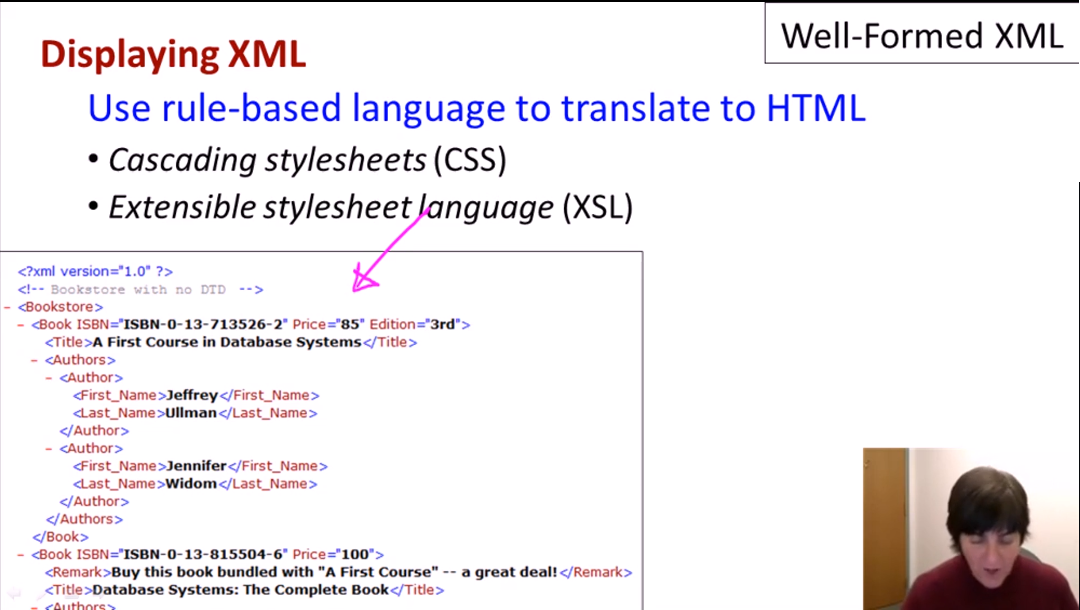 Well-Formed XML
Displaying XML
Use rule-based language to translate to HTML
• Cascading stylesheets (CSS)
• Extensible stylesheet language (XSL)
<?xml version="1.0" ?>
<!-- Bookstore with no DTD -->
- <Bookstore>
- <Book ISBN="ISBN-0-13-713526-2" Price="85" Edition="3rd">
<Title>A First Course in Database Systems</Title>
- <Authors>
- <Author>
<First_Name>Jeffrey</First_Name>
<Last_Name>Ullman</Last_Name>
</Author>
- <Author>
<First_Name>Jennifer</First_Name>
<Last_Name>Widom</Last_Name>
</Author>
</Authors>
</Book>
- <Book ISBN="ISBN-0-13-815504-6" Price="100">
<Remark>Buy this book bundled with "A First Course" -- a great deal!</Remark>
<Title>Database Systems: The Complete Book</Title>
- <Authors>